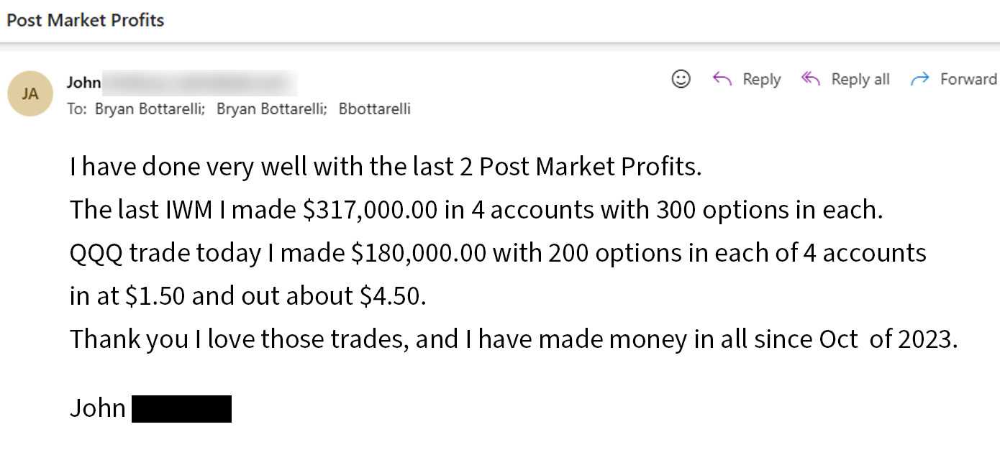 Post Market Profits
JA
John
Reply
Reply all
Forward
To: Bryan Bottarelli; Bryan Bottarelli; Bbottarelli
I have done very well with the last 2 Post Market Profits.
The last IWM I made $317,000.00 in 4 accounts with 300 options in each.
QQQ trade today I made $180,000.00 with 200 options in each of 4 accounts
in at $1.50 and out about $4.50.
Thank you I love those trades, and I have made money in all since Oct of 2023.
John